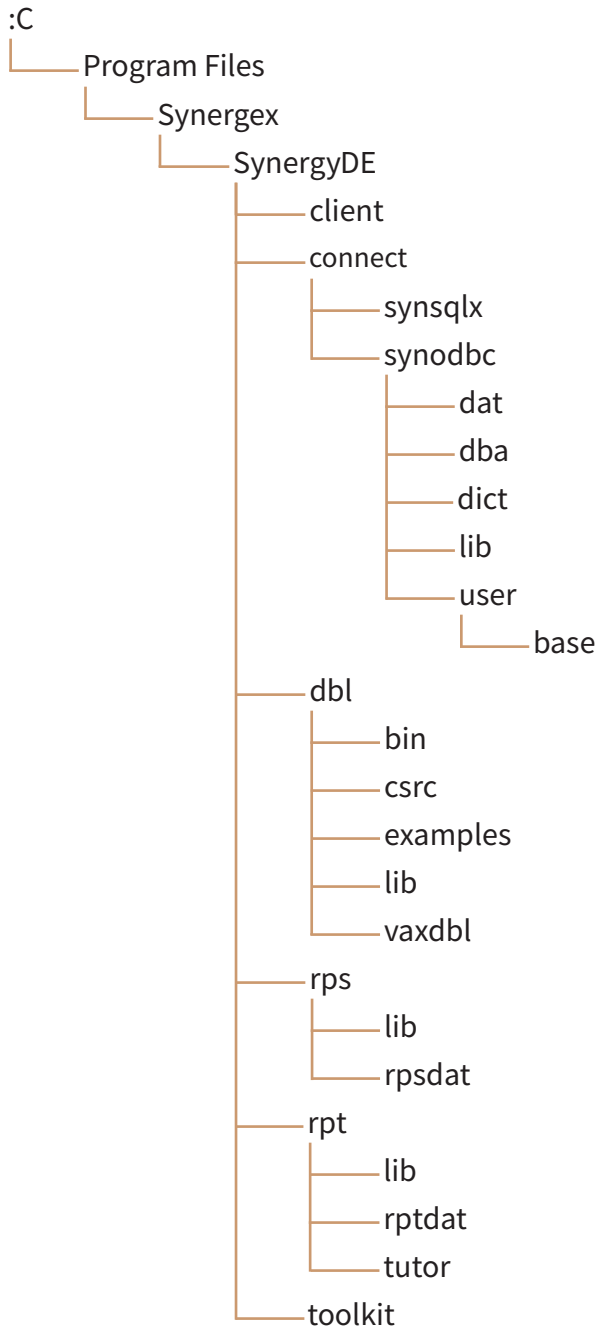 :C
Program Files
Synergex
SynergyDE
client
connect
synsqlx
synodbc
dat
dba
dict
lib
user
base
dbl
bin
csrc
examples
lib
vaxdbl
rps
lib
rpsdat
rpt
lib
rptdat
tutor
toolkit